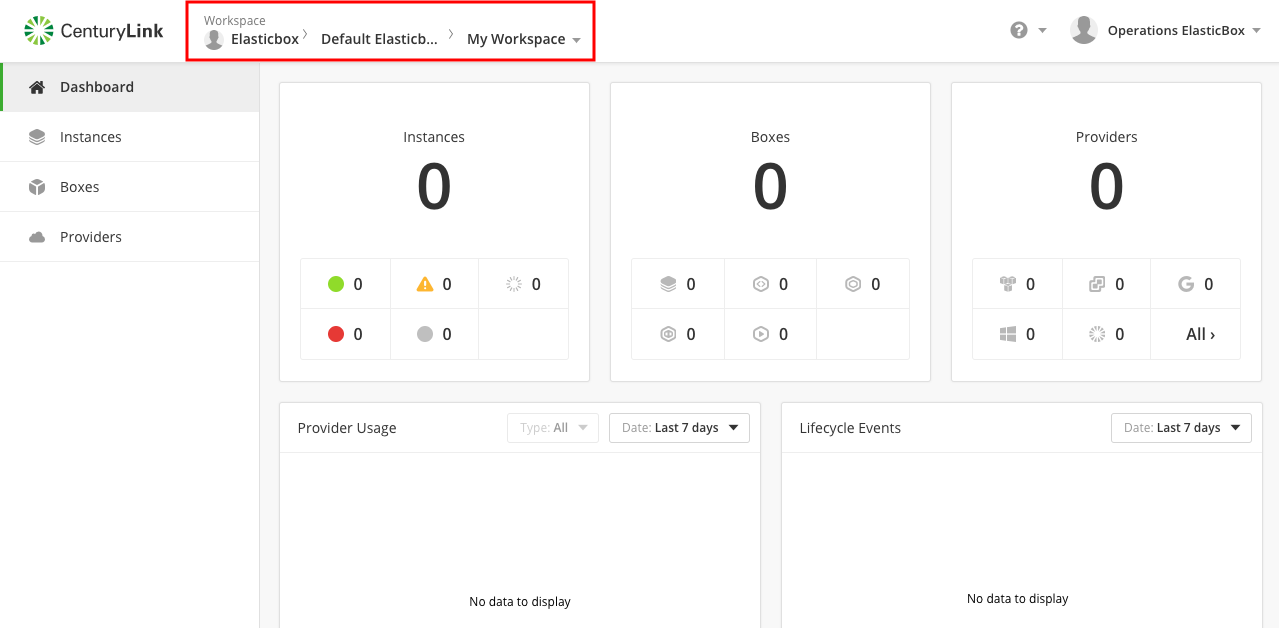 CenturyLink
Workspace
Elasticbox > Default Elasticb... > My Workspace
?
Operations ElasticBox
Dashboard
Instances
Boxes
Providers
Instances
0
0 0 0
0 0
Boxes
0
0 0 0
0 0
Providers
0
0 0 G 0
0 0 All ›
Provider Usage
Type: All
Date: Last 7 days
No data to display
Lifecycle Events
Date: Last 7 days
No data to display